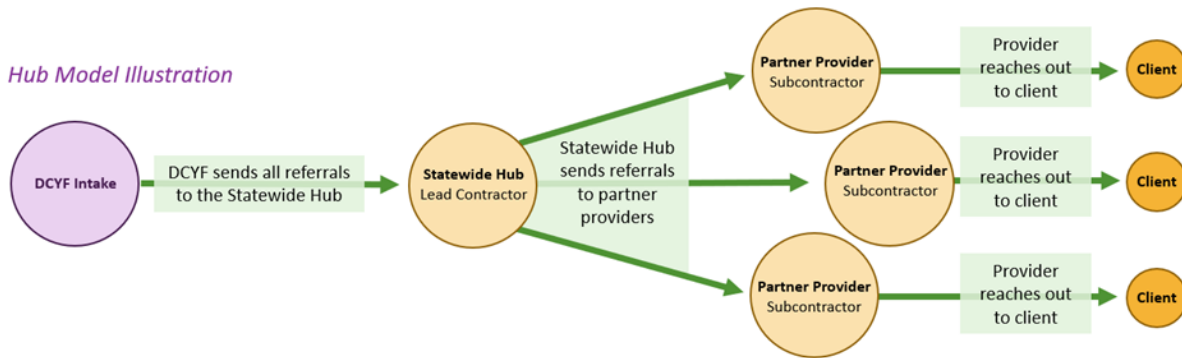 Hub Model Illustration
DCYF Intake
DCYF sends all referrals
to the Statewide Hub
Statewide Hub
Lead Contractor
Statewide Hub
sends referrals
to partner
providers
Partner Provider
Subcontractor
Provider
reaches out
to client
Client
Partner Provider
Subcontractor
Provider
reaches out
to client
Client
Partner Provider
Subcontractor
Provider
reaches out
to client
Client